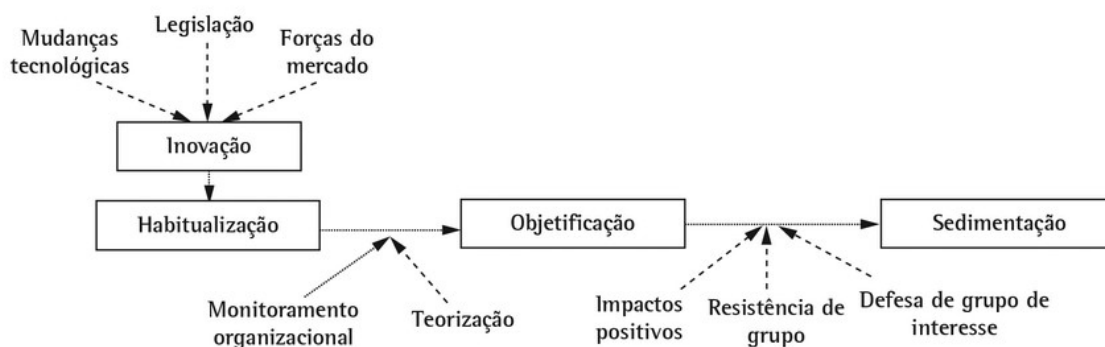 Mudanças
tecnológicas
Legislação
Forças do
mercado
Inovação
Habitualização
Objetificação
Sedimentação
Monitoramento
organizacional
Teorização
Impactos
positivos
Resistência de
grupo
Defesa de grupo de
interesse